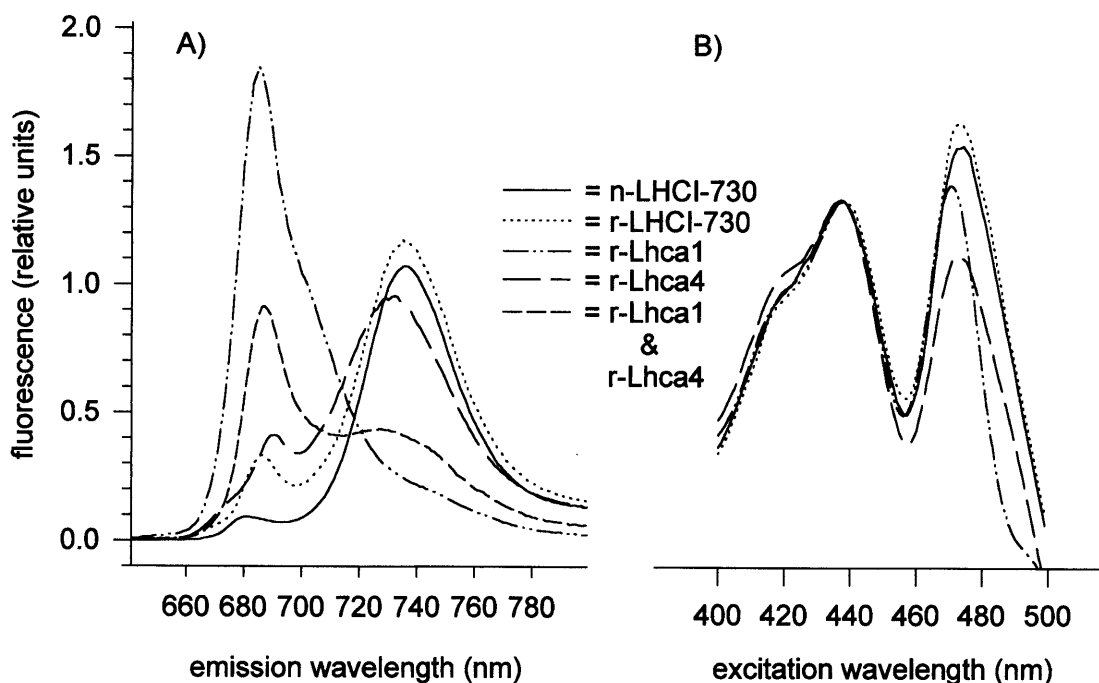 A)
B)
2.0
1.5
1.0
0.5
0.0
fluorescence (relative units)
= n-LHCI-730
= r-LHCI-730
= r-Lhca1
= r-Lhca4
= r-Lhca1
&
r-Lhca4
660 680 700 720 740 760 780
400 420 440 460 480 500
emission wavelength (nm)
excitation wavelength (nm)